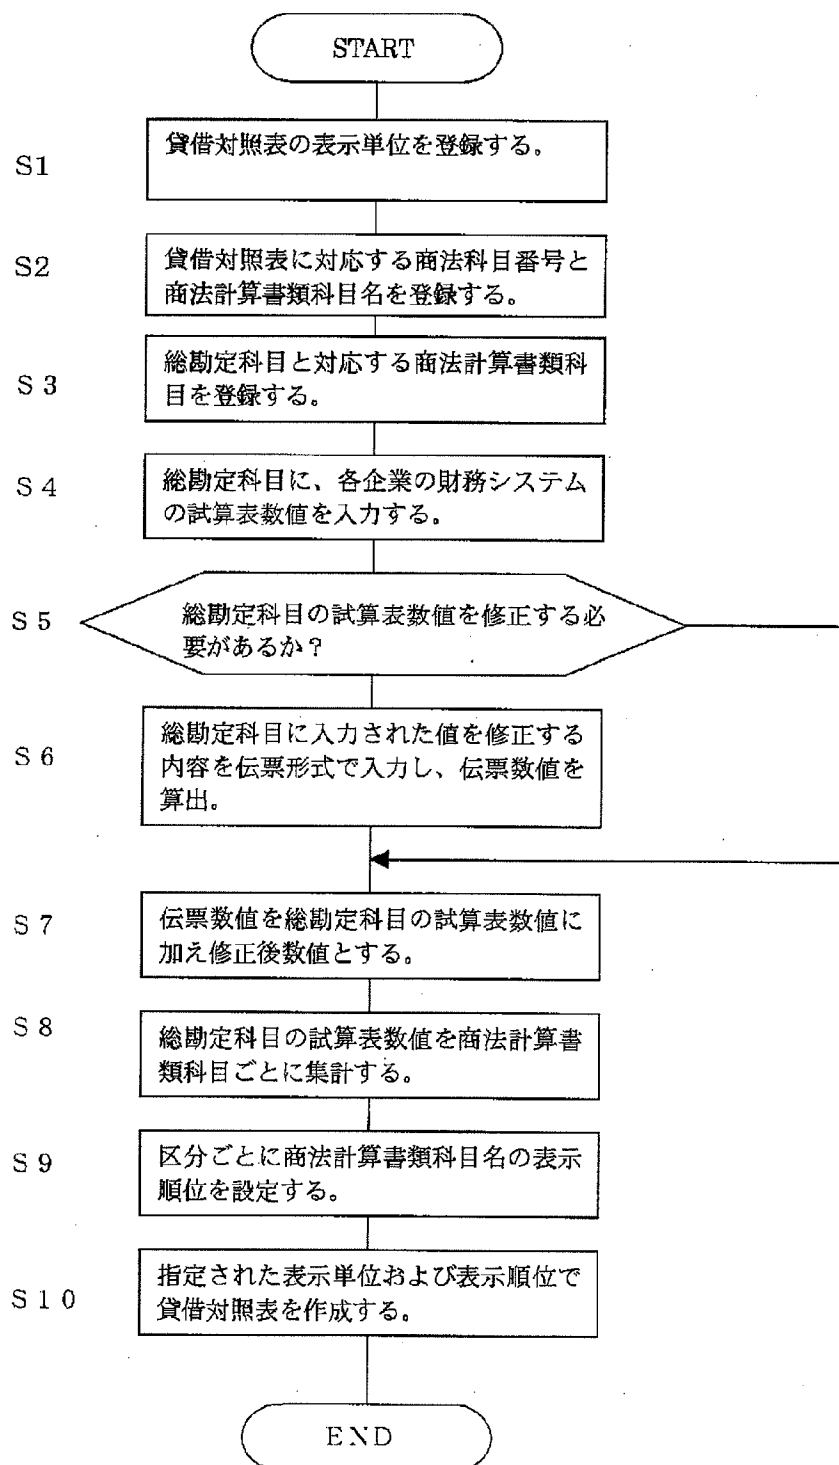 START
S1
貸借対照表の表示単位を登録する。
S2
貸借対照表に対応する商法科目番号と
商法計算書類科目名を登録する。
S3
総勘定科目と対応する商法計算書類科
目を登録する。
S4
総勘定科目に、各企業の財務システム
の試算表数値を入力する。
S5
総勘定科目の試算表数値を修正する必
要があるか？
S6
総勘定科目に入力された値を修正する
内容を伝票形式で入力し、伝票数値を
算出。
S7
伝票数値を総勘定科目の試算表数値に
加え修正後数値とする。
S8
総勘定科目の試算表数値を商法計算書
類科目ごとに集計する。
S9
区分ごとに商法計算書類科目名の表示
順位を設定する。
S10
指定された表示単位および表示順位で
貸借対照表を作成する。
END